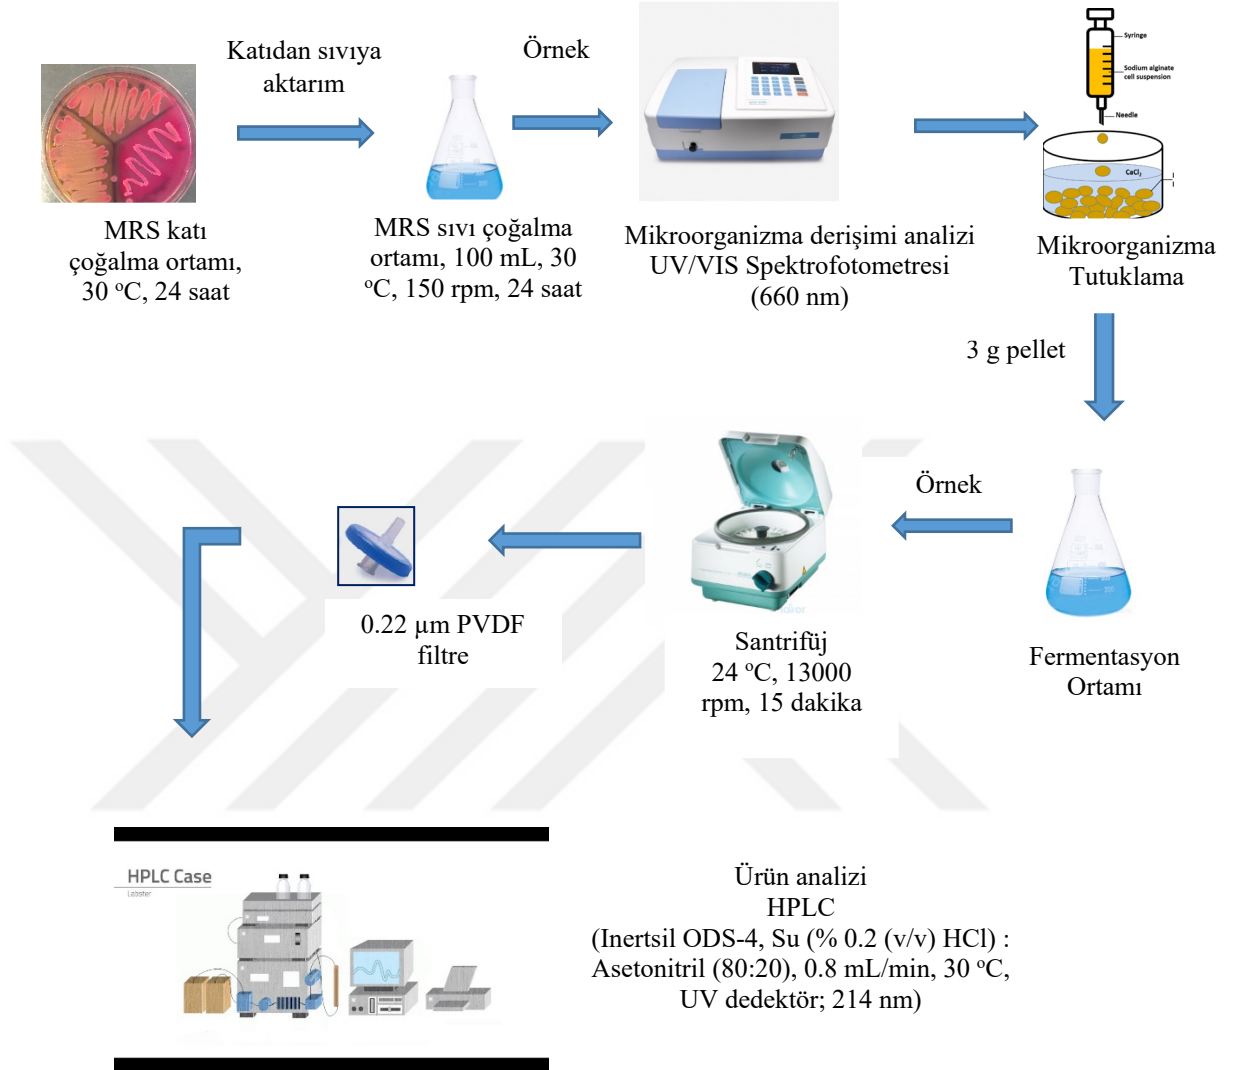 Katıdan sıvıya
aktarım
Örnek
Syringe
Sodium alginate
cell suspension
Needle
CaCl₂
MRS katı
çoğalma ortamı,
30 ºC, 24 saat
MRS sıvı çoğalma
ortamı, 100 mL, 30
ºC, 150 rpm, 24 saat
Mikroorganizma derişimi analizi
UV/VIS Spektrofotometresi
(660 nm)
Mikroorganizma
Tutuklama
3 g pellet
Örnek
Fermentasyon
Ortamı
Santrifüj
24 ºC, 13000
rpm, 15 dakika
0.22 µm PVDF
filtre
HPLC Case
Labster
Ürün analizi
HPLC
(Inertsil ODS-4, Su (% 0.2 (v/v) HCl) :
Asetonitril (80:20), 0.8 mL/min, 30 ºC,
UV dedektör; 214 nm)